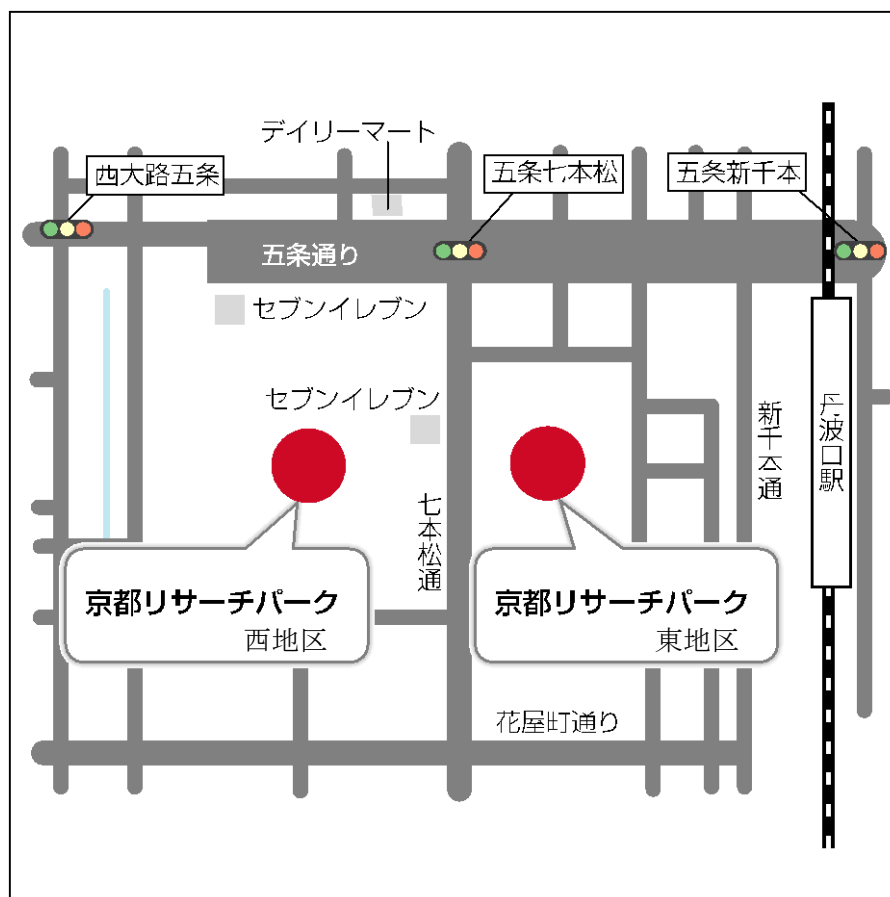 デイリーマート
西大路五条
五条七本松
五条新千本
五条通り
セブンイレブン
セブンイレブン
七本松通
新千本通
丹波口駅
京都リサーチパーク
西地区
京都リサーチパーク
東地区
花屋町通り